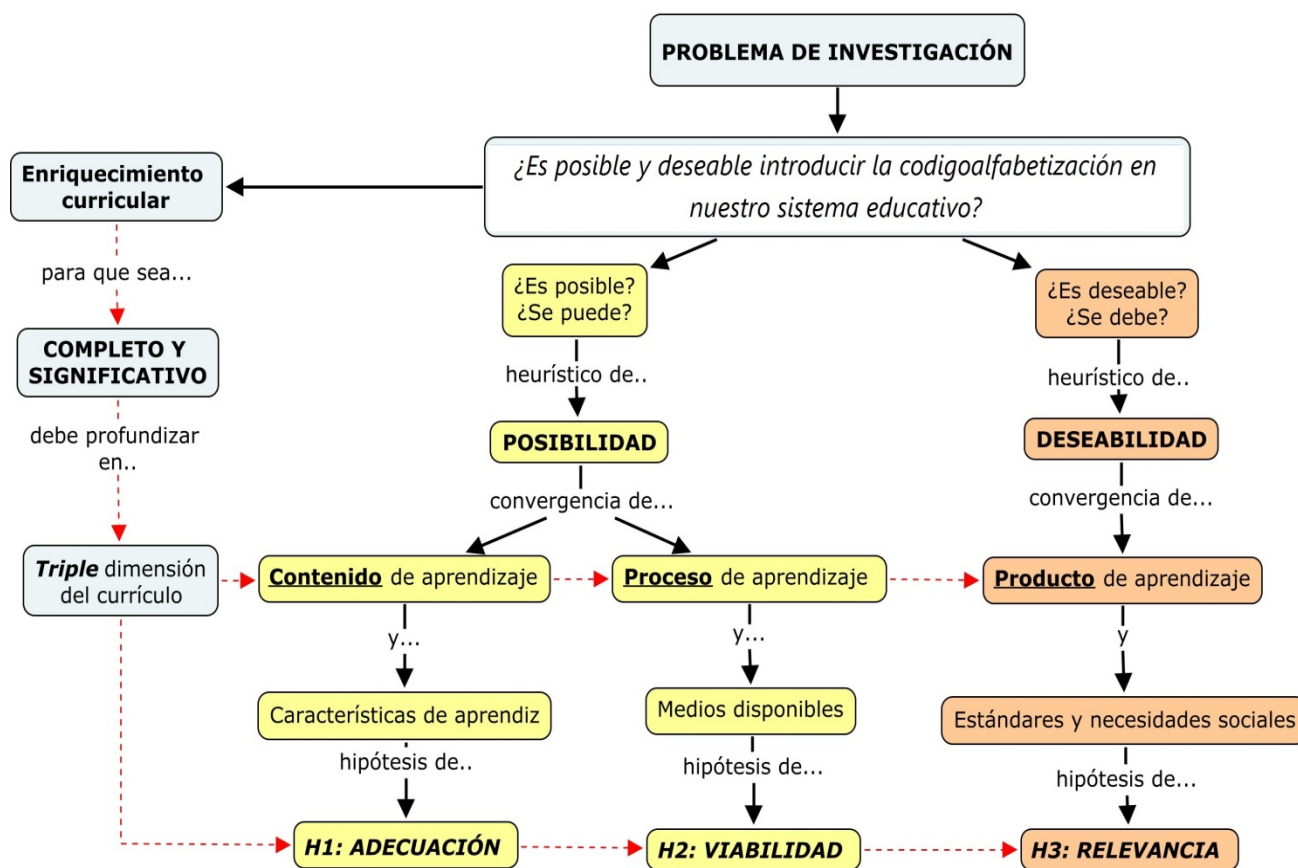 PROBLEMA DE INVESTIGACIÓN
¿Es posible y deseable introducir la codigoalfabetización en
nuestro sistema educativo?
Enriquecimiento
curricular
para que sea...
COMPLETO Y
SIGNIFICATIVO
debe profundizar
en..
Triple dimensión
del currículo
¿Es posible?
¿Se puede?
heurístico de..
POSIBILIDAD
convergencia de...
¿Es deseable?
¿Se debe?
heurístico de..
DESEABILIDAD
convergencia de...
Contenido de aprendizaje
y...
Características de aprendiz
hipótesis de..
H1: ADECUACIÓN
Proceso de aprendizaje
y...
Medios disponibles
hipótesis de...
H2: VIABILIDAD
Producto de aprendizaje
y
Estándares y necesidades sociales
hipótesis de...
H3: RELEVANCIA